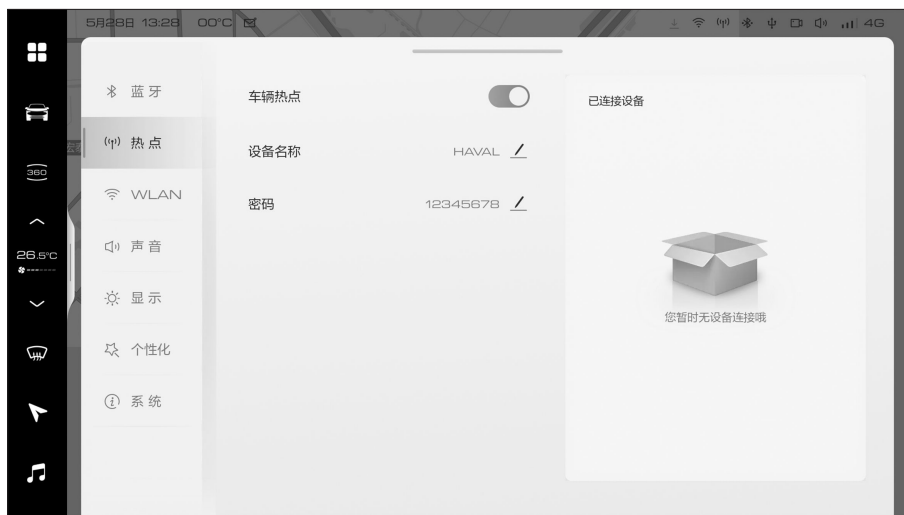 5月28日 13:28 00°C
4G
360
26.5°C
蓝牙
热点
WLAN
声音
显示
个性化
系统
车辆热点
设备名称 HAVAL
密码 12345678
已连接设备
您暂时无设备连接哦